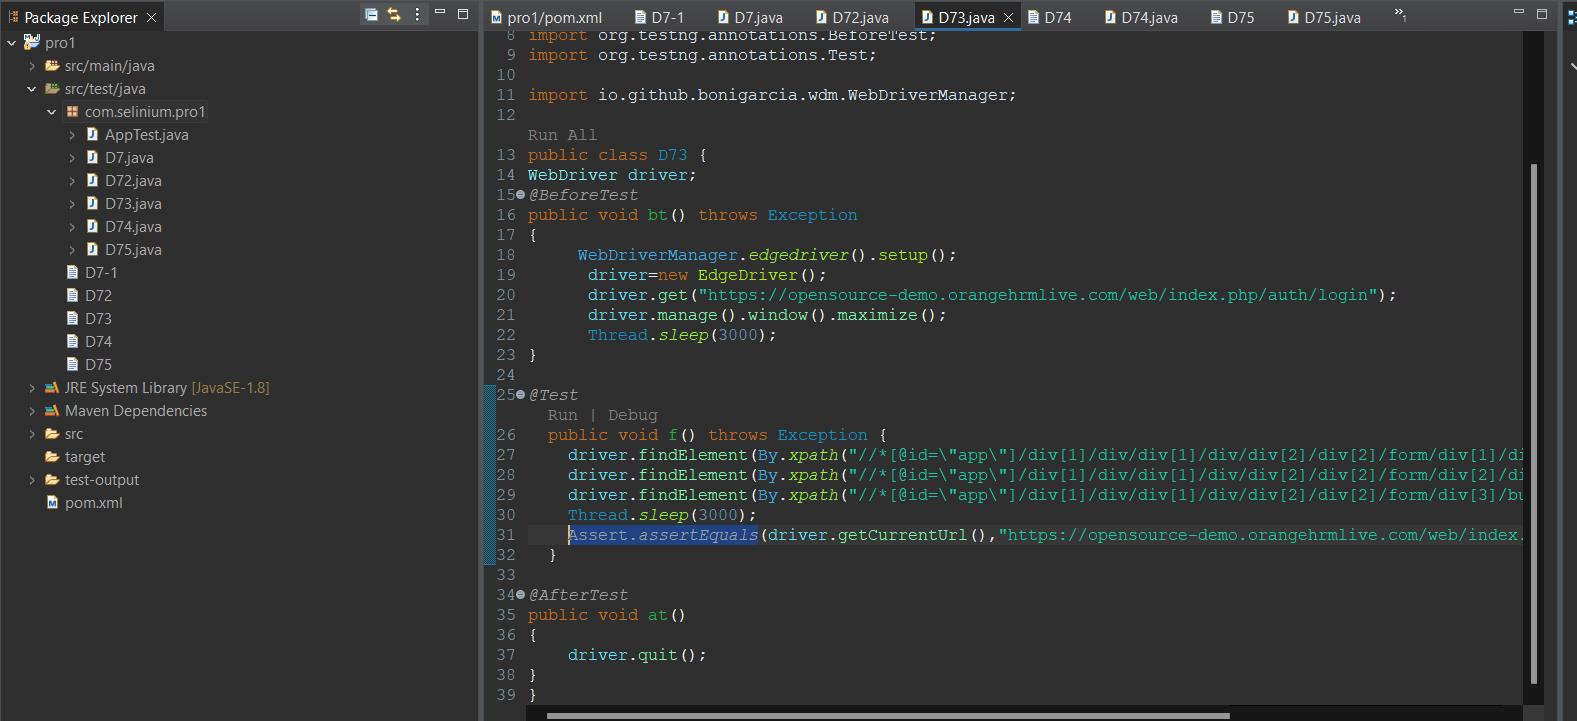 Package Explorer
pro1
src/main/java
src/test/java
com.selinium.pro1
AppTest.java
D7.java
D72.java
D73.java
D74.java
D75.java
D7-1
D72
D73
D74
D75
JRE System Library [JavaSE-1.8]
Maven Dependencies
src
target
test-output
pom.xml
pro1/pom.xml D7-1 D7.java D72.java D73.java D74 D74.java D75 D75.java »1
8 import org.testng.annotations.BeforeTest;
9 import org.testng.annotations.Test;
10
11 import io.github.bonigarcia.wdm.WebDriverManager;
12
Run All
13 public class D73 {
14 WebDriver driver;
15 @BeforeTest
16 public void bt() throws Exception
17 {
18 WebDriverManager.edgedriver().setup();
19 driver=new EdgeDriver();
20 driver.get("https://opensource-demo.orangehrmlive.com/web/index.php/auth/login");
21 driver.manage().window().maximize();
22 Thread.sleep(3000);
23 }
24
25 @Test
Run | Debug
26 public void f() throws Exception {
27 driver.findElement(By.xpath("//*[@id=\"app\"]/div[1]/div/div[1]/div/div[2]/div[2]/form/div[1]/di
28 driver.findElement(By.xpath("//*[@id=\"app\"]/div[1]/div/div[1]/div/div[2]/div[2]/form/div[2]/di
29 driver.findElement(By.xpath("//*[@id=\"app\"]/div[1]/div/div[1]/div/div[2]/div[2]/form/div[3]/bu
30 Thread.sleep(3000);
31 Assert.assertEquals(driver.getCurrentUrl(),"https://opensource-demo.orangehrmlive.com/web/index.
32 }
33
34 @AfterTest
35 public void at()
36 {
37 driver.quit();
38 }
39 }